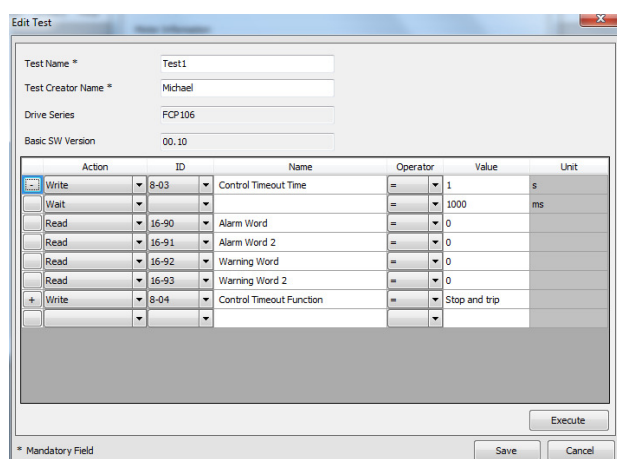 Edit Test
Test Name * Test1
Test Creator Name * Michael
Drive Series FCP106
Basic SW Version 00.10
Action ID Name Operator Value Unit
- Write 8-03 Control Timeout Time = 1 s
Wait = 1000 ms
Read 16-90 Alarm Word = 0
Read 16-91 Alarm Word 2 = 0
Read 16-92 Warning Word = 0
Read 16-93 Warning Word 2 = 0
+ Write 8-04 Control Timeout Function = Stop and trip
Execute
* Mandatory Field Save Cancel